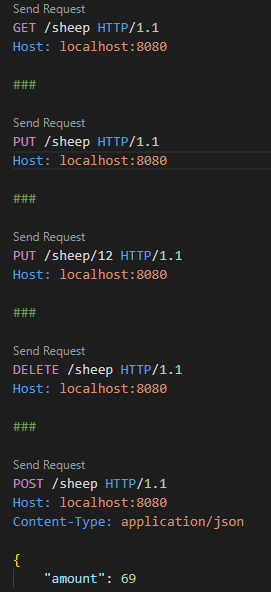 Send Request
GET /sheep HTTP/1.1
Host: localhost:8080
###
Send Request
PUT /sheep HTTP/1.1
Host: localhost:8080
###
Send Request
PUT /sheep/12 HTTP/1.1
Host: localhost:8080
###
Send Request
DELETE /sheep HTTP/1.1
Host: localhost:8080
###
Send Request
POST /sheep HTTP/1.1
Host: localhost:8080
Content-Type: application/json
{
"amount": 69